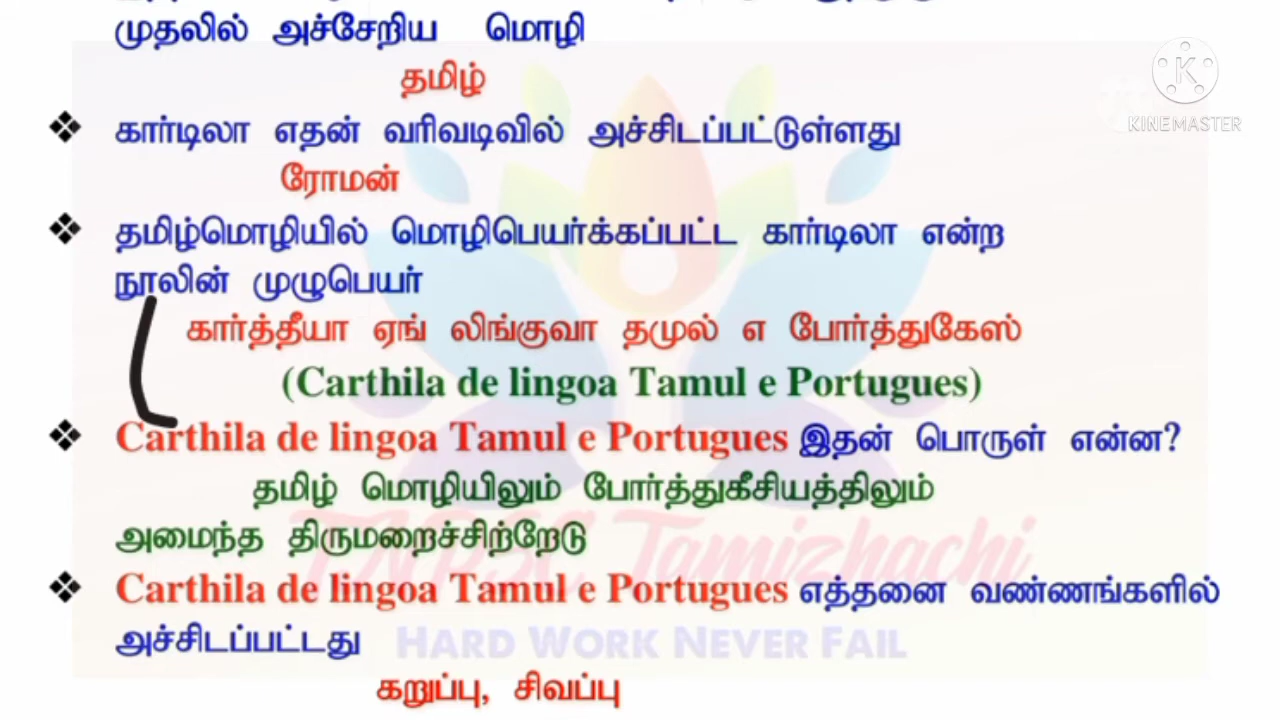 முதலில் அச்சேறிய மொழி
தமிழ்
KINEMASTER
❖ கார்டிலா எதன் வரிவடிவில் அச்சிடப்பட்டுள்ளது
ரோமன்
❖ தமிழ்மொழியில் மொழிபெயர்க்கப்பட்ட கார்டிலா என்ற
நூலின் முழுபெயர்
கார்த்தீயா ஏங் லிங்குவா தமுல் எ போர்த்துகேஸ்
(Carthila de lingoa Tamul e Portugues)
❖ Carthila de lingoa Tamul e Portugues இதன் பொருள் என்ன?
தமிழ் மொழியிலும் போர்த்துகீசியத்திலும்
அமைந்த திருமறைச்சிற்றேடு
TNPSC Tamizhachi
❖ Carthila de lingoa Tamul e Portugues எத்தனை வண்ணங்களில்
அச்சிடப்பட்டது
HARD WORK NEVER FAIL
கறுப்பு, சிவப்பு